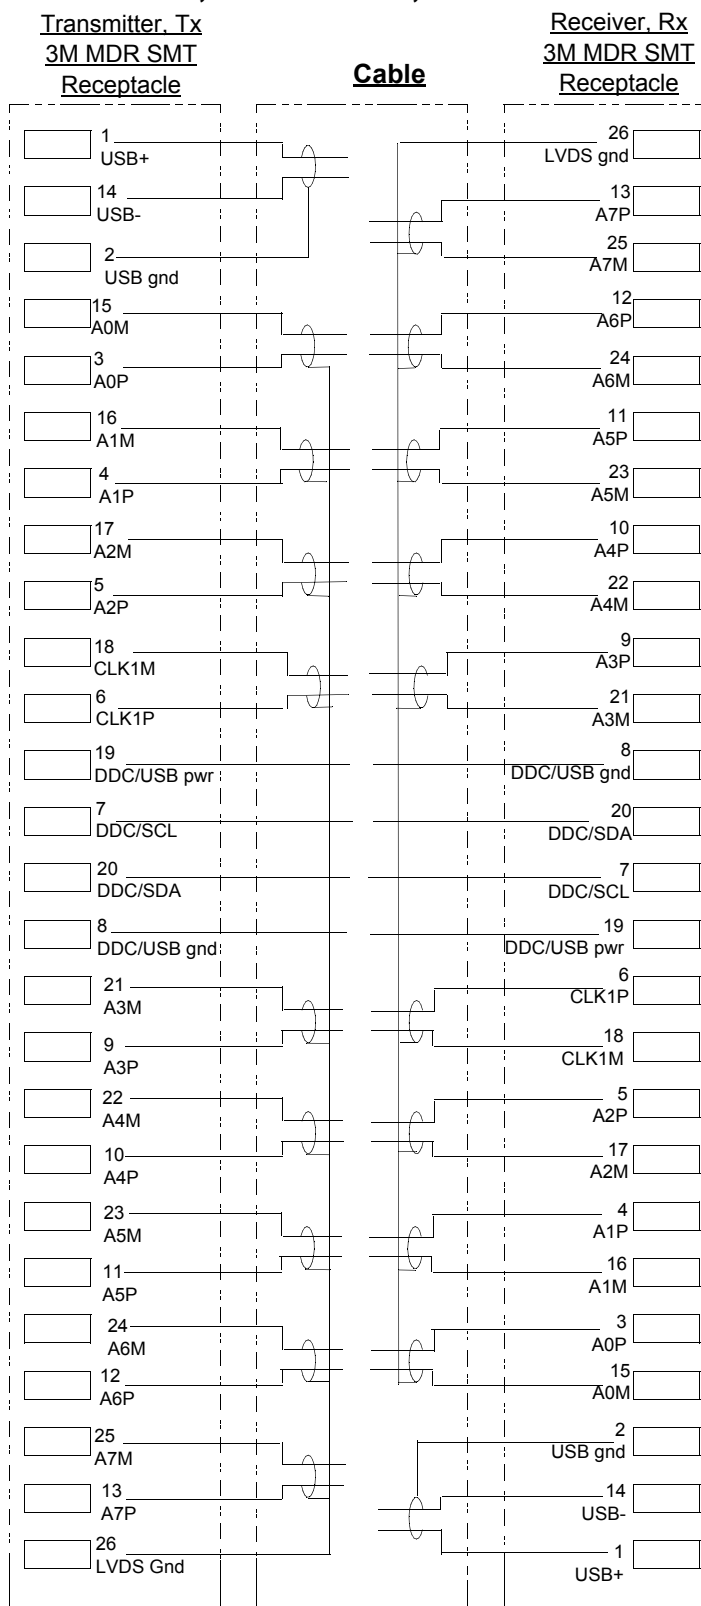 Transmitter, Tx
3M MDR SMT
Receptacle
Cable
Receiver, Rx
3M MDR SMT
Receptacle
1
USB+
14
USB-
2
USB gnd
15
A0M
3
A0P
16
A1M
4
A1P
17
A2M
5
A2P
18
CLK1M
6
CLK1P
19
DDC/USB pwr
7
DDC/SCL
20
DDC/SDA
8
DDC/USB gnd
21
A3M
9
A3P
22
A4M
10
A4P
23
A5M
11
A5P
24
A6M
12
A6P
25
A7M
13
A7P
26
LVDS Gnd
26
LVDS gnd
13
A7P
25
A7M
12
A6P
24
A6M
11
A5P
23
A5M
10
A4P
22
A4M
9
A3P
21
A3M
8
DDC/USB gnd
20
DDC/SDA
7
DDC/SCL
19
DDC/USB pwr
6
CLK1P
18
CLK1M
5
A2P
17
A2M
4
A1P
16
A1M
3
A0P
15
A0M
2
USB gnd
14
USB-
1
USB+